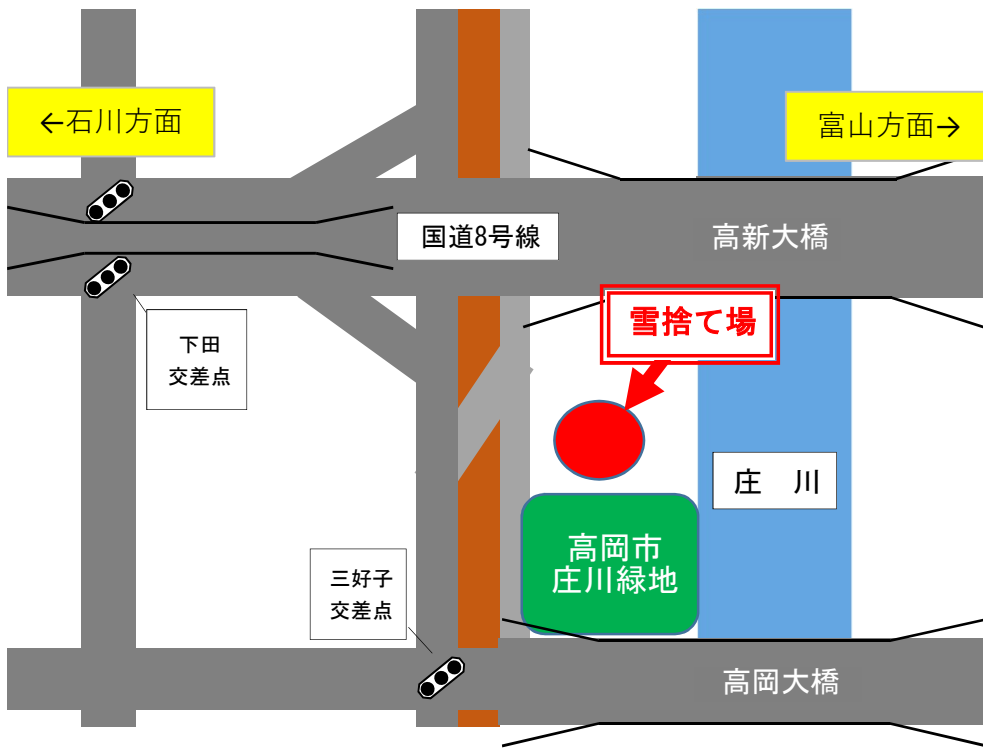 ←石川方面
富山方面→
国道8号線
高新大橋
雪捨て場
下田
交差点
庄　川
高岡市
庄川緑地
三好子
交差点
高岡大橋